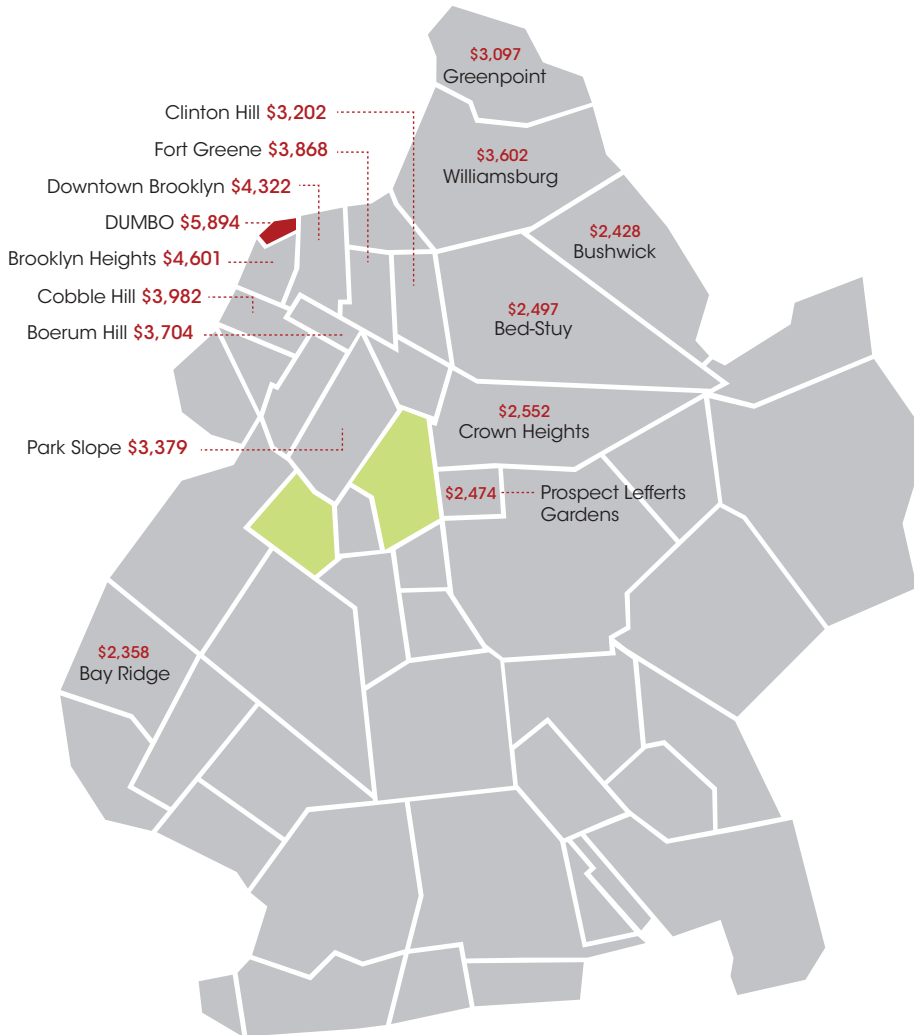 $3,097
Greenpoint
Clinton Hill $3,202
Fort Greene $3,868
$3,602
Williamsburg
Downtown Brooklyn $4,322
DUMBO $5,894
$2,428
Bushwick
Brooklyn Heights $4,601
Cobble Hill $3,982
$2,497
Bed-Stuy
Boerum Hill $3,704
$2,552
Crown Heights
Park Slope $3,379
$2,474
Prospect Lefferts
Gardens
$2,358
Bay Ridge